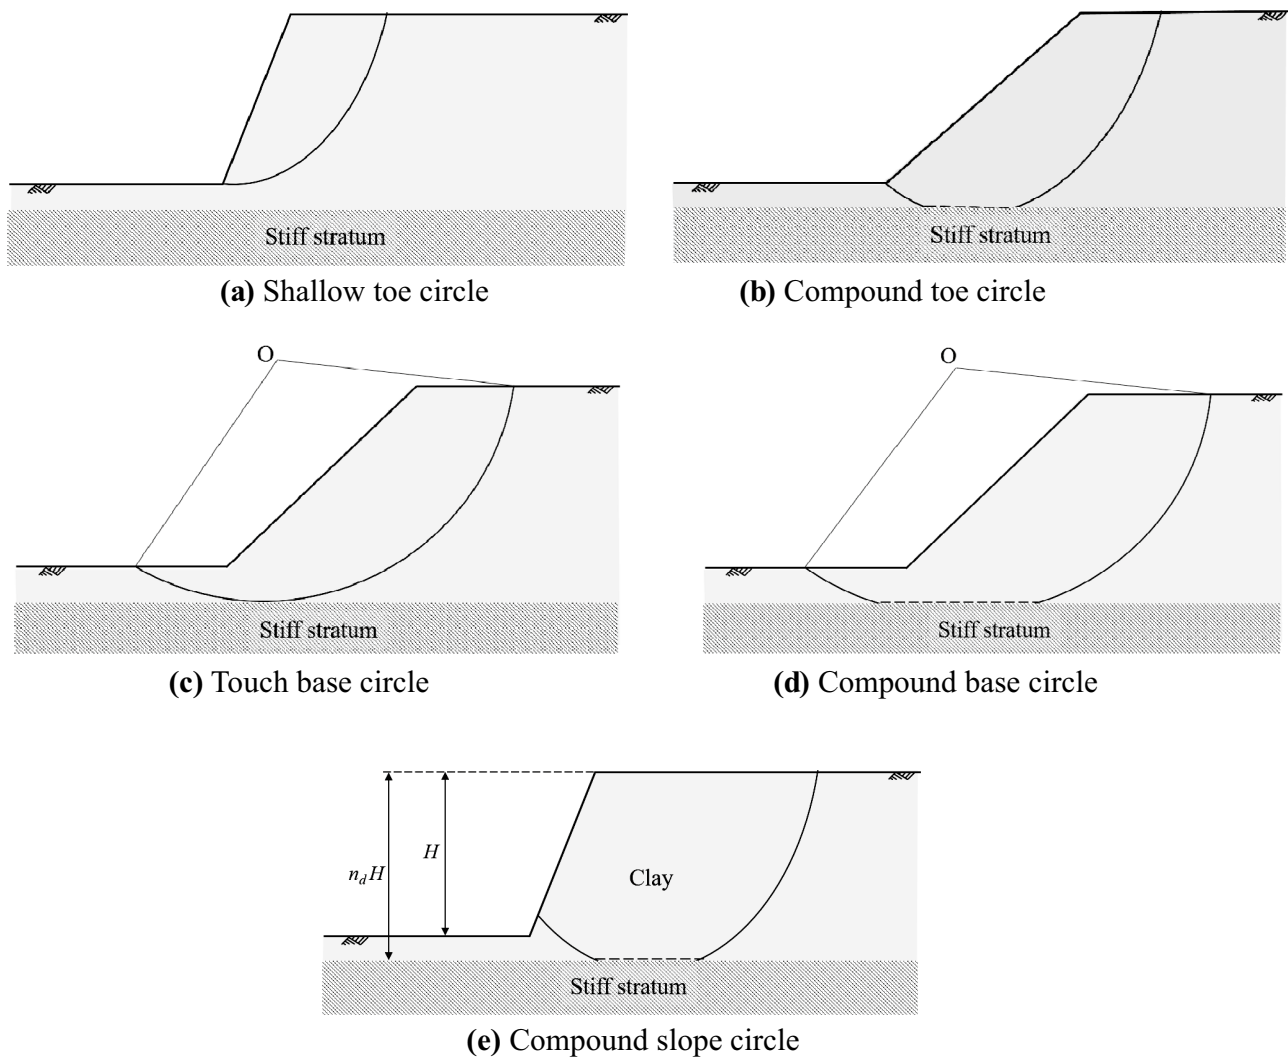 Stiff stratum
(a) Shallow toe circle
Stiff stratum
(b) Compound toe circle
O
Stiff stratum
(c) Touch base circle
O
Stiff stratum
(d) Compound base circle
n_d H
H
Clay
Stiff stratum
(e) Compound slope circle